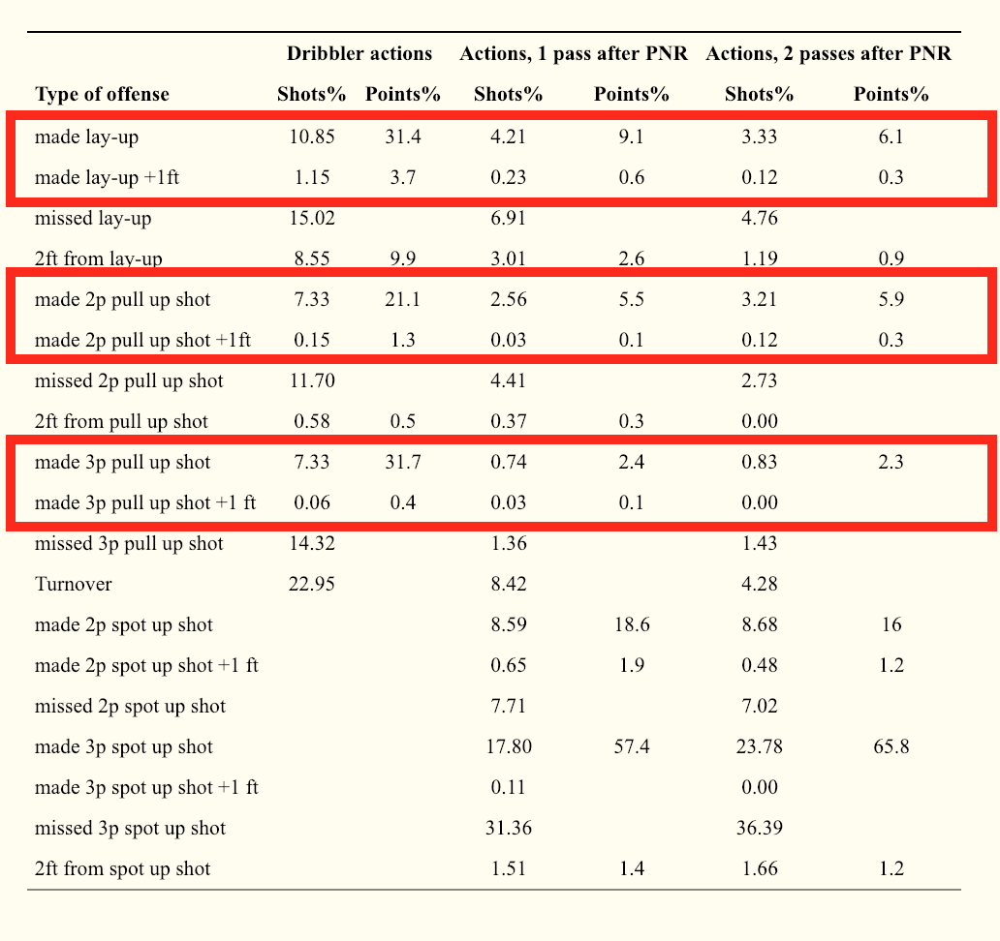 Dribbler actions Actions, 1 pass after PNR Actions, 2 passes after PNR
Type of offense Shots% Points% Shots% Points% Shots% Points%
made lay-up 10.85 31.4 4.21 9.1 3.33 6.1
made lay-up +1ft 1.15 3.7 0.23 0.6 0.12 0.3
missed lay-up 15.02 6.91 4.76
2ft from lay-up 8.55 9.9 3.01 2.6 1.19 0.9
made 2p pull up shot 7.33 21.1 2.56 5.5 3.21 5.9
made 2p pull up shot +1ft 0.15 1.3 0.03 0.1 0.12 0.3
missed 2p pull up shot 11.70 4.41 2.73
2ft from pull up shot 0.58 0.5 0.37 0.3 0.00
made 3p pull up shot 7.33 31.7 0.74 2.4 0.83 2.3
made 3p pull up shot +1 ft 0.06 0.4 0.03 0.1 0.00
missed 3p pull up shot 14.32 1.36 1.43
Turnover 22.95 8.42 4.28
made 2p spot up shot 8.59 18.6 8.68 16
made 2p spot up shot +1 ft 0.65 1.9 0.48 1.2
missed 2p spot up shot 7.71 7.02
made 3p spot up shot 17.80 57.4 23.78 65.8
made 3p spot up shot +1 ft 0.11 0.00
missed 3p spot up shot 31.36 36.39
2ft from spot up shot 1.51 1.4 1.66 1.2